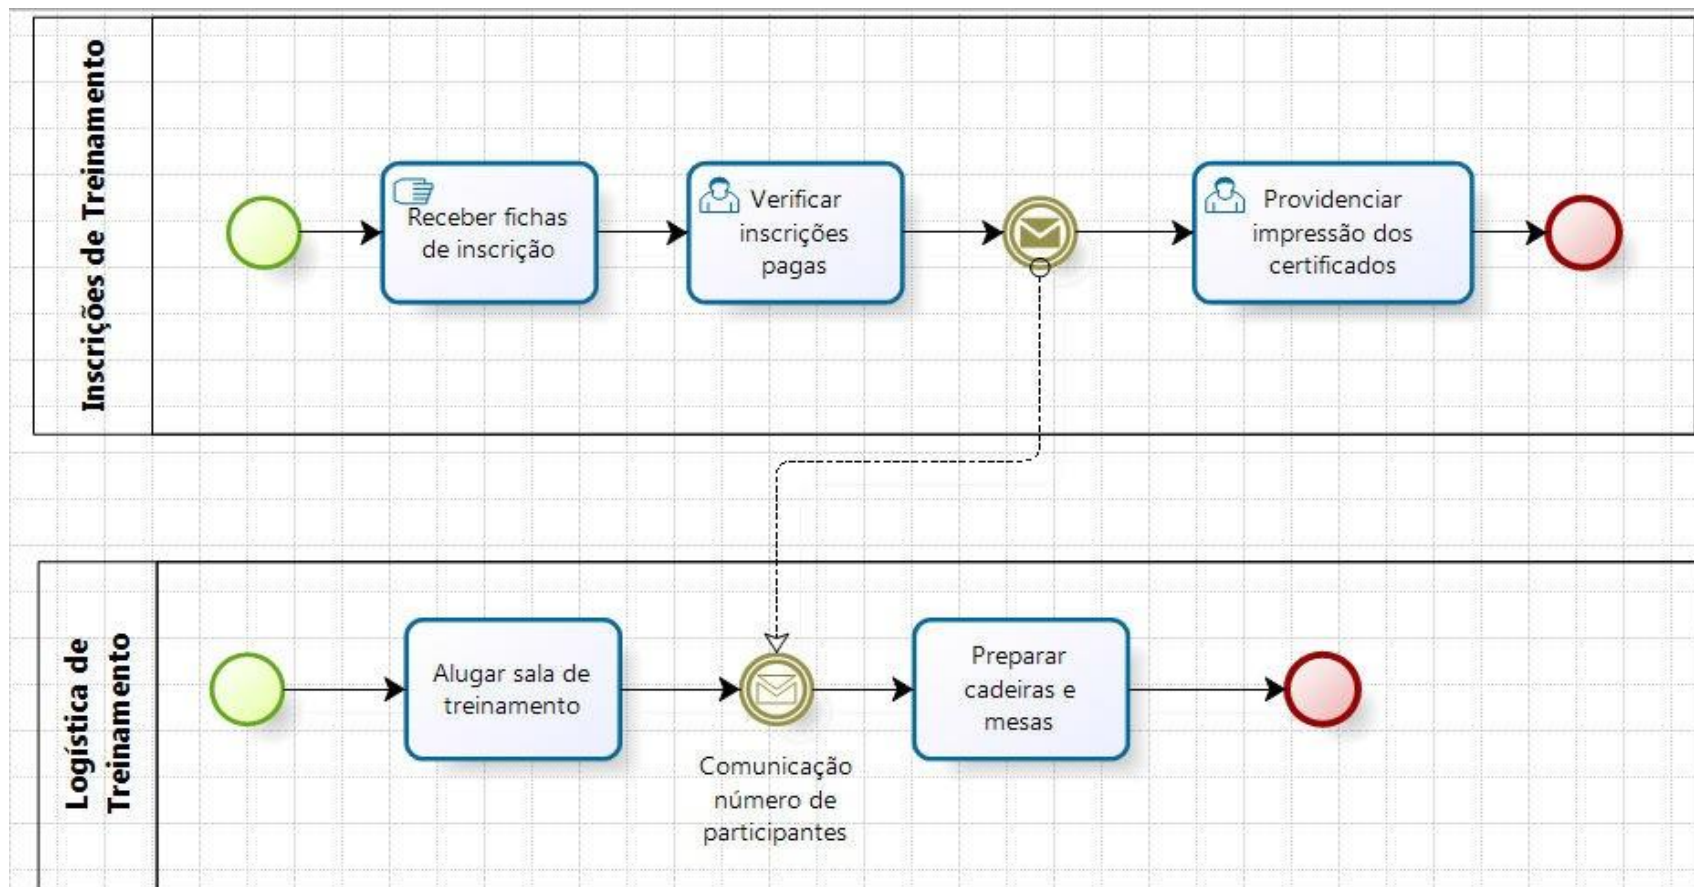 Inscrições de Treinamento
Receber fichas
de inscrição
Verificar
inscrições
pagas
Providenciar
impressão dos
certificados
Logística de
Treinamento
Alugar sala de
treinamento
Comunicação
número de
participantes
Preparar
cadeiras e
mesas